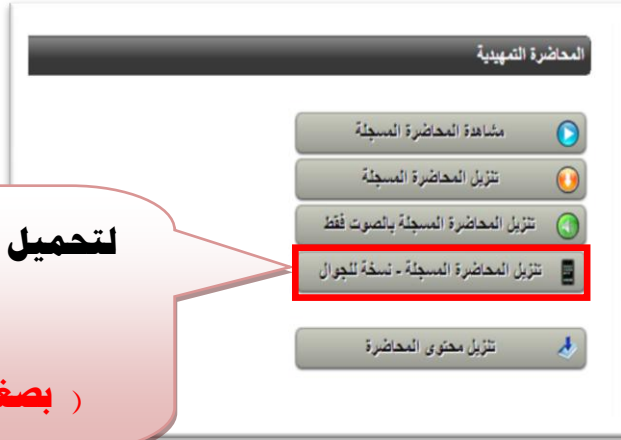 المحاضرة التمهيدية
مشاهدة المحاضرة المسجلة
تنزيل المحاضرة المسجلة
تنزيل المحاضرة المسجلة بالصوت فقط
تنزيل المحاضرة المسجلة - نسخة للجوال
تنزيل محتوى المحاضرة
لتحميل
(